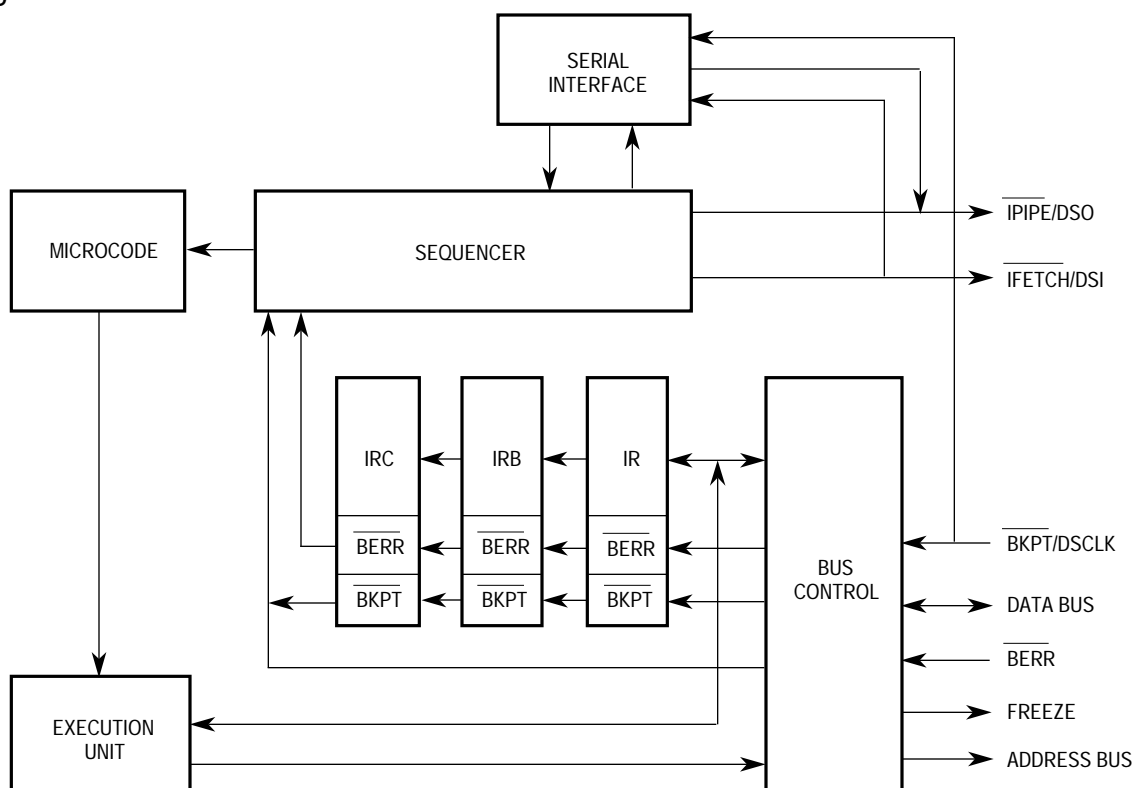 SERIAL
INTERFACE
MICROCODE
SEQUENCER
IPIPE/DSO
IFETCH/DSI
IRC
IRB
IR
BERR
BERR
BERR
BKPT
BKPT
BKPT
BUS
CONTROL
BKPT/DSCLK
DATA BUS
BERR
FREEZE
ADDRESS BUS
EXECUTION
UNIT